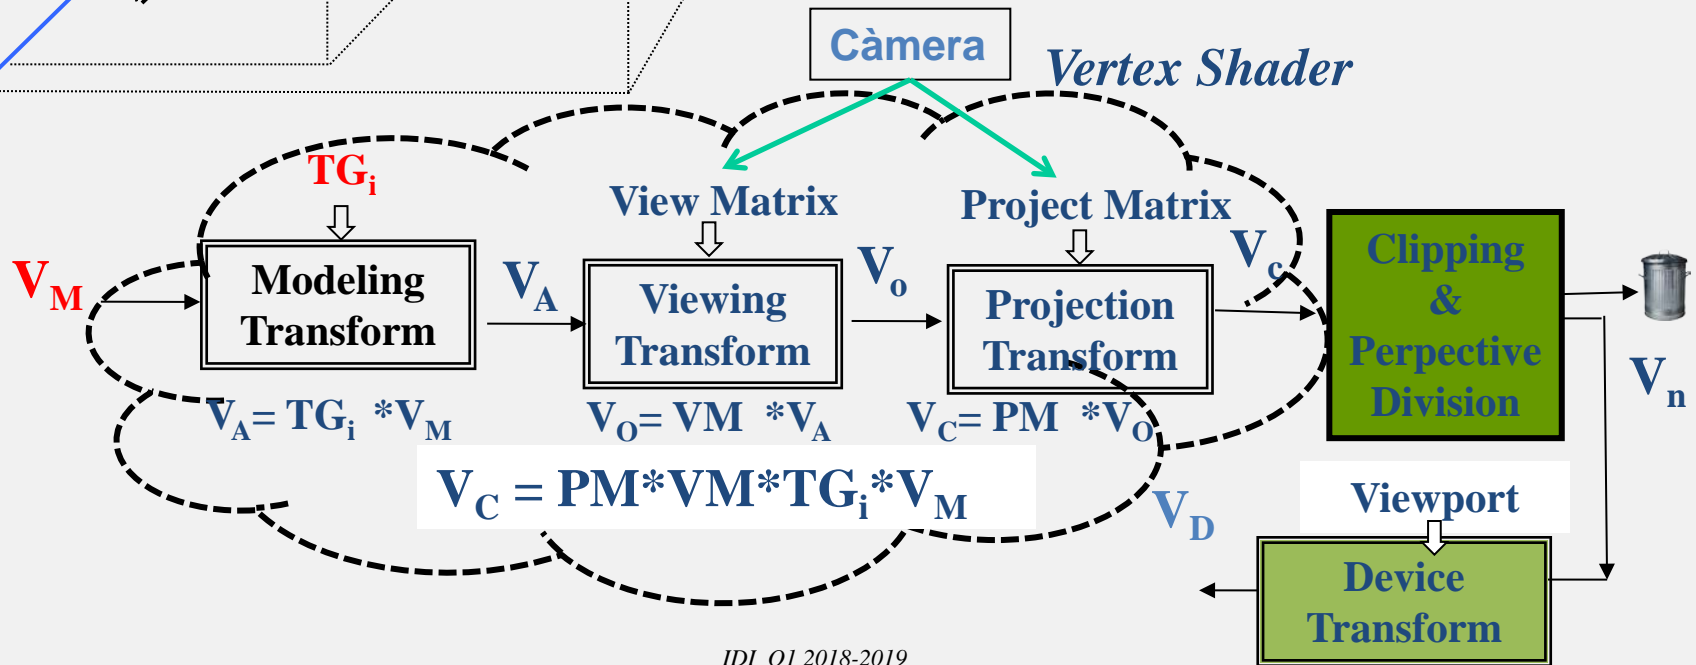 Càmera
Vertex Shader
TGi
View Matrix
Project Matrix
VM
Modeling
Transform
VA
Viewing
Transform
Vo
Projection
Transform
Vc
Clipping
&
Perpective
Division
Vn
VA= TGi *VM
VO= VM *VA
VC= PM *VO
VC = PM*VM*TGi*VM
Viewport
VD
Device
Transform
IDI Q1 2018-2019